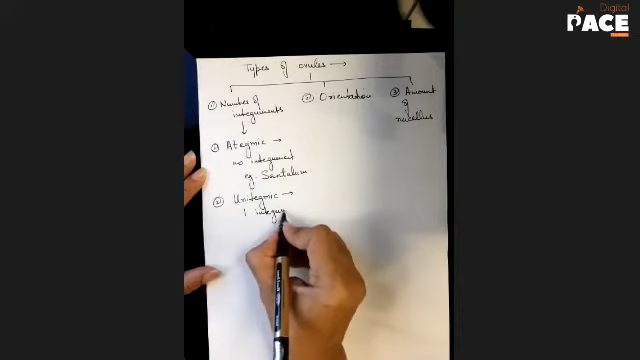 Digital
PACE
Types of ovules →
① Number of integuments
② Orientation
③ Amount of nucellus
① Ategmic →
no integument
eg. Santalum
② Unitegmic →
1 integu